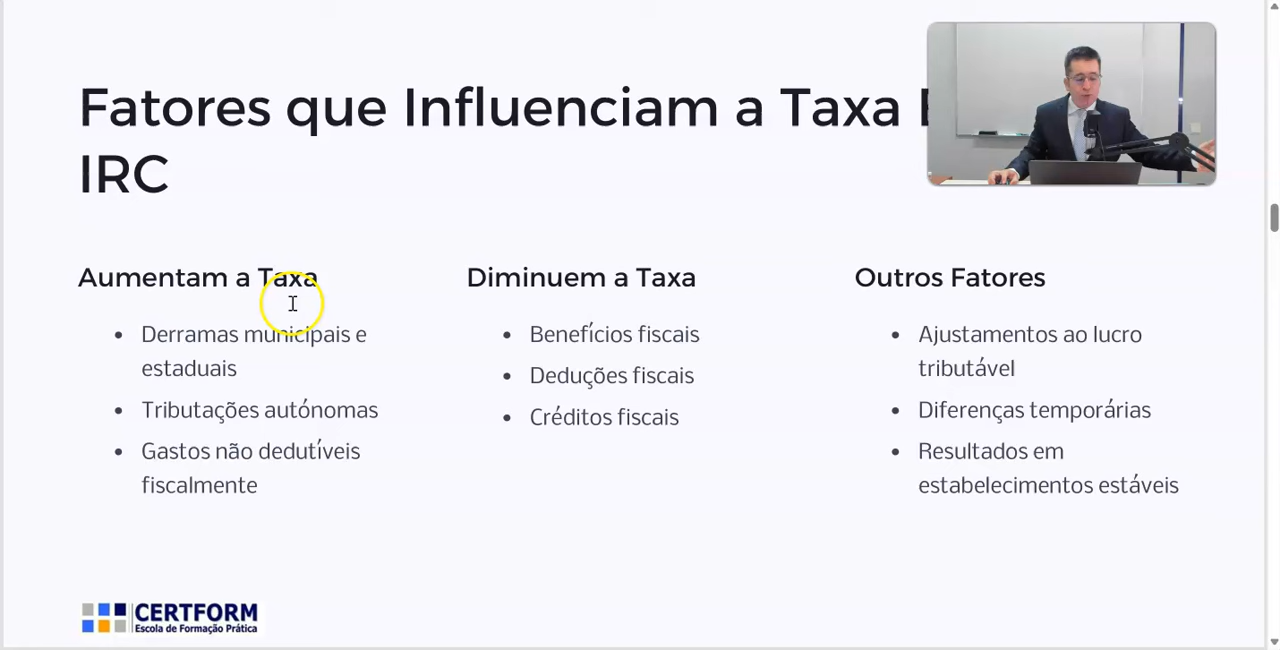 Fatores que Influenciam a Taxa
IRC
Aumentam a Taxa
Derramas municipais e
estaduais
Tributações autónomas
Gastos não dedutíveis
fiscalmente
Diminuem a Taxa
Benefícios fiscais
Deduções fiscais
Créditos fiscais
Outros Fatores
Ajustamentos ao lucro
tributável
Diferenças temporárias
Resultados em
estabelecimentos estáveis
CERTFORM
Escola de Formação Prática